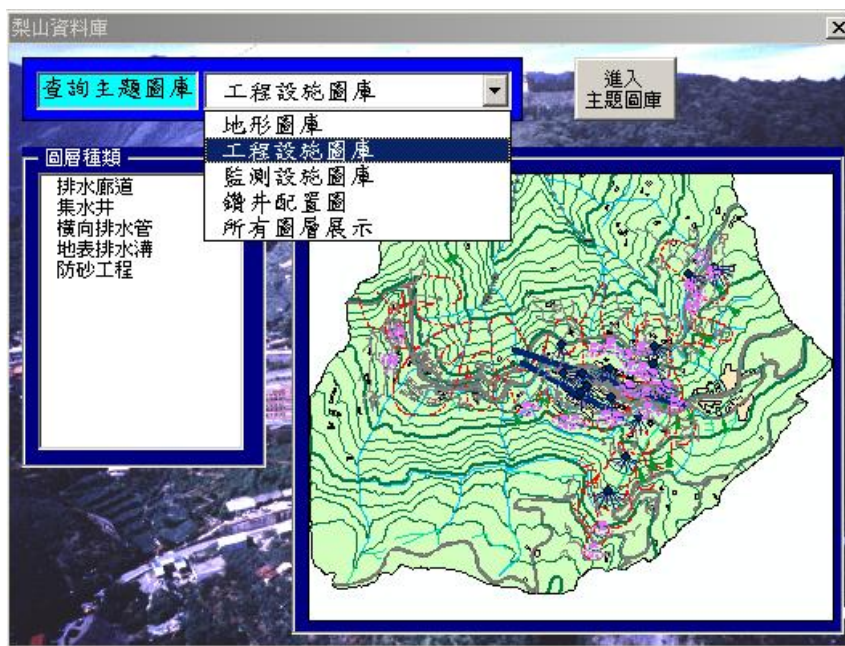 梨山資料庫
查詢主題圖庫
工程設施圖庫
進入
主題圖庫
地形圖庫
工程設施圖庫
監測設施圖庫
鑽井配置圖
所有圖層展示
圖層種類
排水廊道
集水井
橫向排水管
地表排水溝
防砂工程